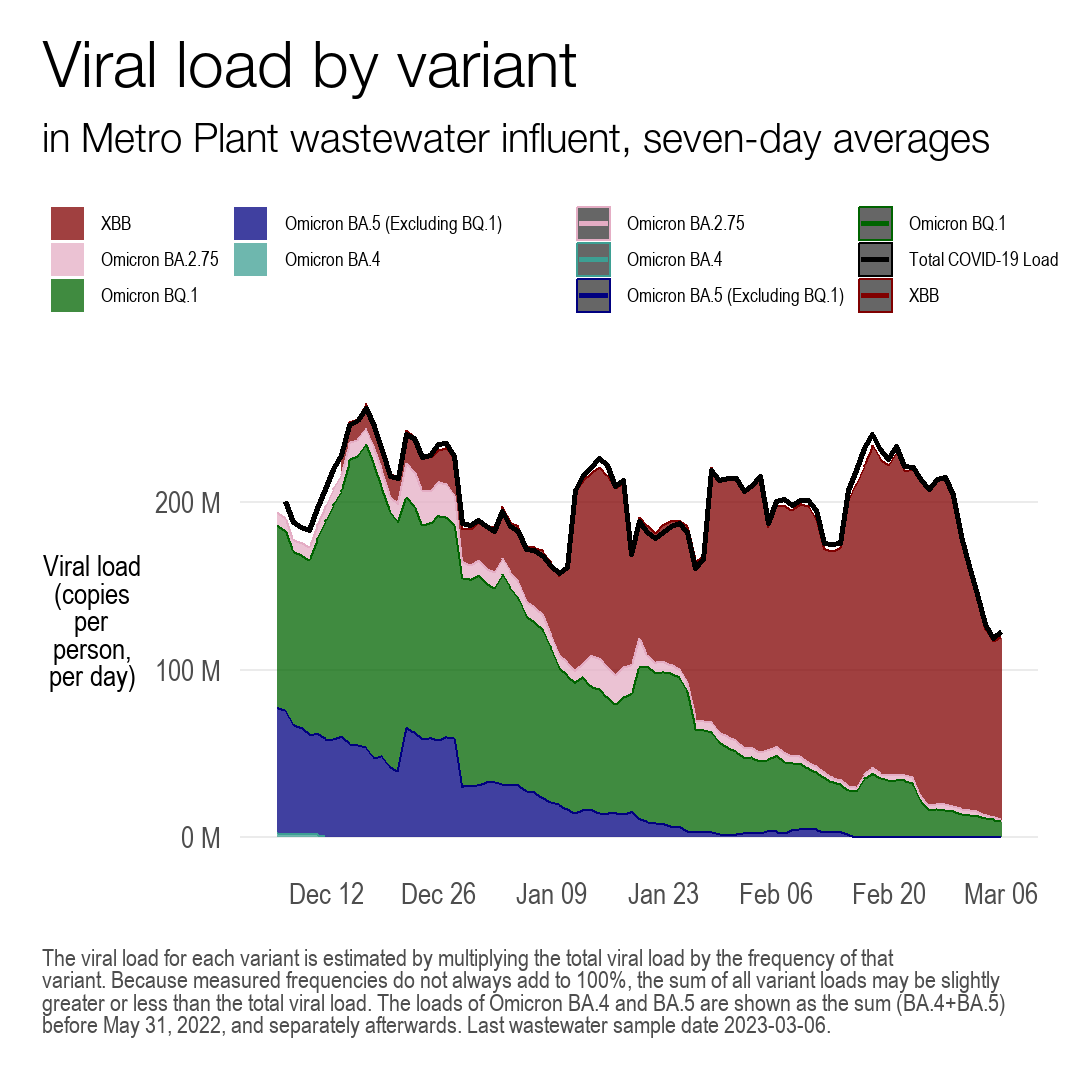 Viral load by variant
in Metro Plant wastewater influent, seven-day averages
XBB
Omicron BA.5 (Excluding BQ.1)
Omicron BA.2.75
Omicron BQ.1
Omicron BA.2.75
Omicron BA.4
Omicron BA.4
Total COVID-19 Load
Omicron BQ.1
Omicron BA.5 (Excluding BQ.1)
XBB
200 M
Viral load
(copies
per
person,
per day)
100 M
0 M
Dec 12
Dec 26
Jan 09
Jan 23
Feb 06
Feb 20
Mar 06
The viral load for each variant is estimated by multiplying the total viral load by the frequency of that
variant. Because measured frequencies do not always add to 100%, the sum of all variant loads may be slightly
greater or less than the total viral load. The loads of Omicron BA.4 and BA.5 are shown as the sum (BA.4+BA.5)
before May 31, 2022, and separately afterwards. Last wastewater sample date 2023-03-06.